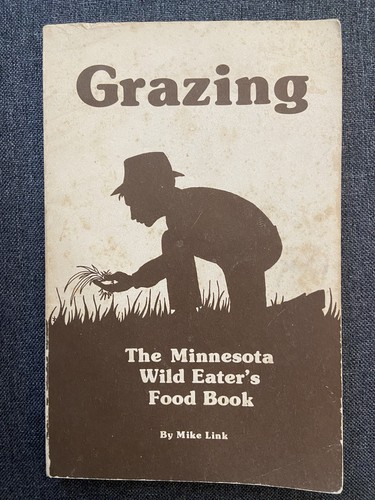 Grazing
The Minnesota
Wild Eater's
Food Book
By Mike Link